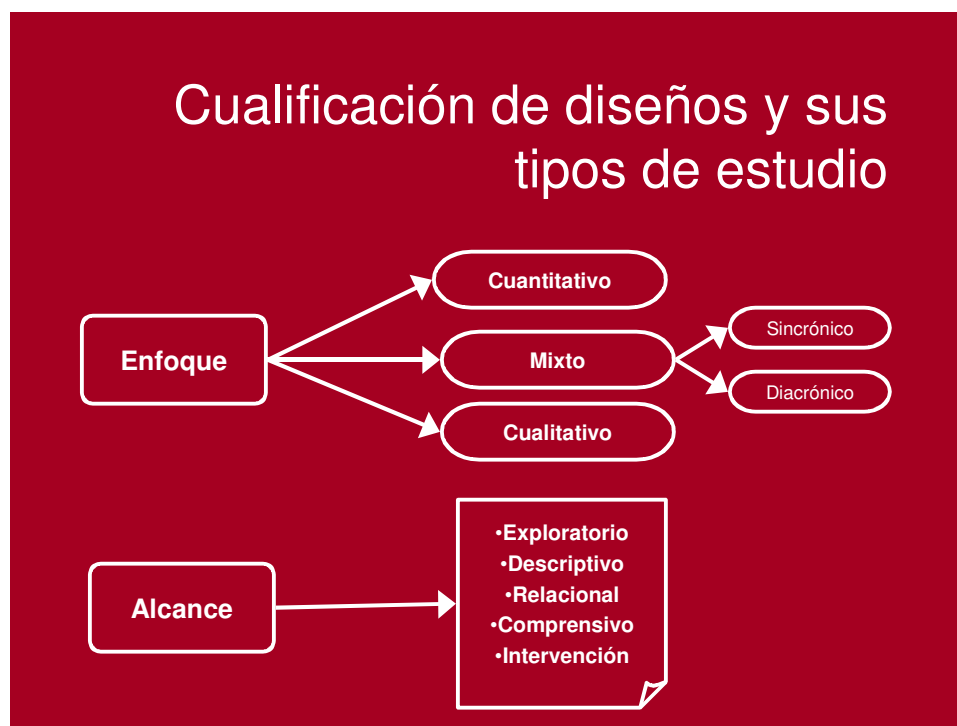 Cualificación de diseños y sus
tipos de estudio
Cuantitativo
Enfoque
Mixto
Sincrónico
Diacrónico
Cualitativo
Alcance
•Exploratorio
•Descriptivo
•Relacional
•Comprensivo
•Intervención